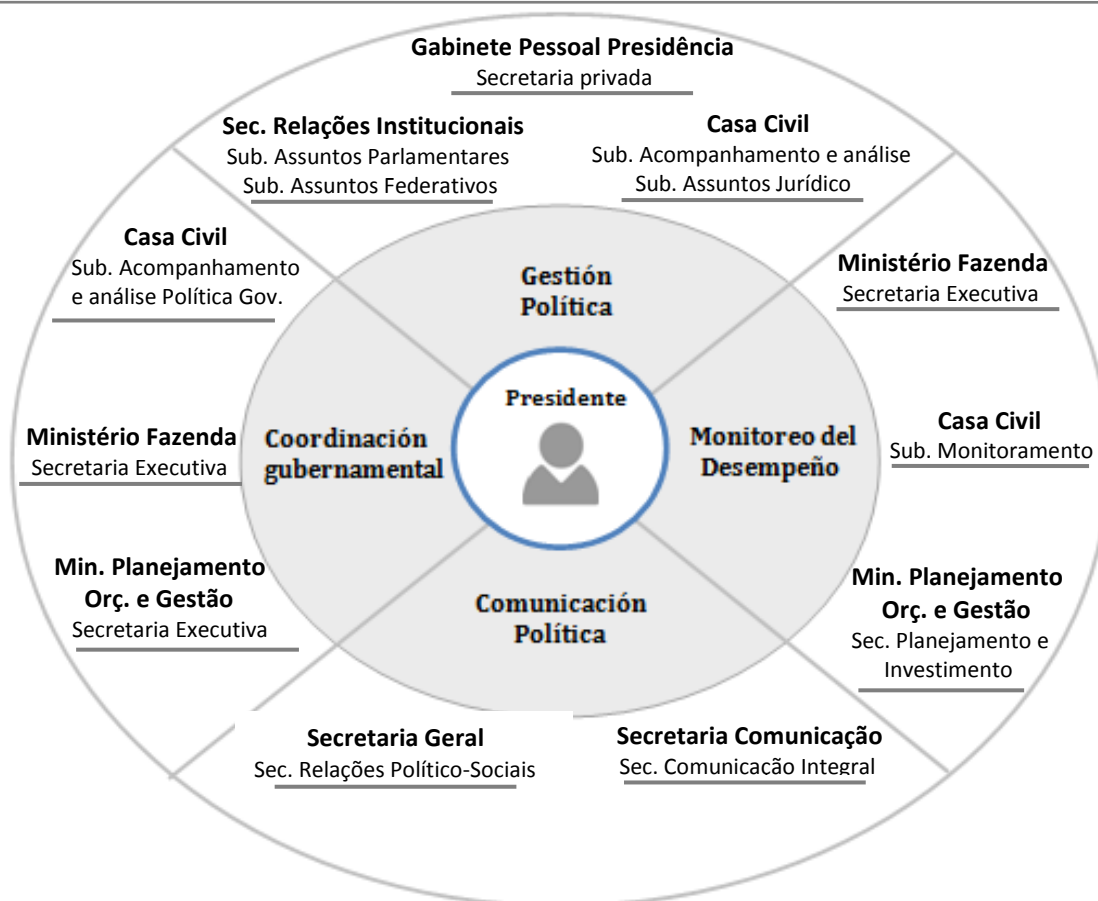 Gabinete Pessoal Presidência
Secretaria privada
Sec. Relações Institucionais
Sub. Assuntos Parlamentares
Sub. Assuntos Federativos
Casa Civil
Sub. Acompanhamento e análise
Sub. Assuntos Jurídico
Casa Civil
Sub. Acompanhamento
e análise Política Gov.
Ministério Fazenda
Secretaria Executiva
Gestión
Política
Presidente
Coordinación
gubernamental
Monitoreo del
Desempeño
Comunicación
Política
Ministério Fazenda
Secretaria Executiva
Casa Civil
Sub. Monitoramento
Min. Planejamento
Orç. e Gestão
Secretaria Executiva
Min. Planejamento
Orç. e Gestão
Sec. Planejamento e
Investimento
Secretaria Geral
Sec. Relações Político-Sociais
Secretaria Comunicação
Sec. Comunicação Integral